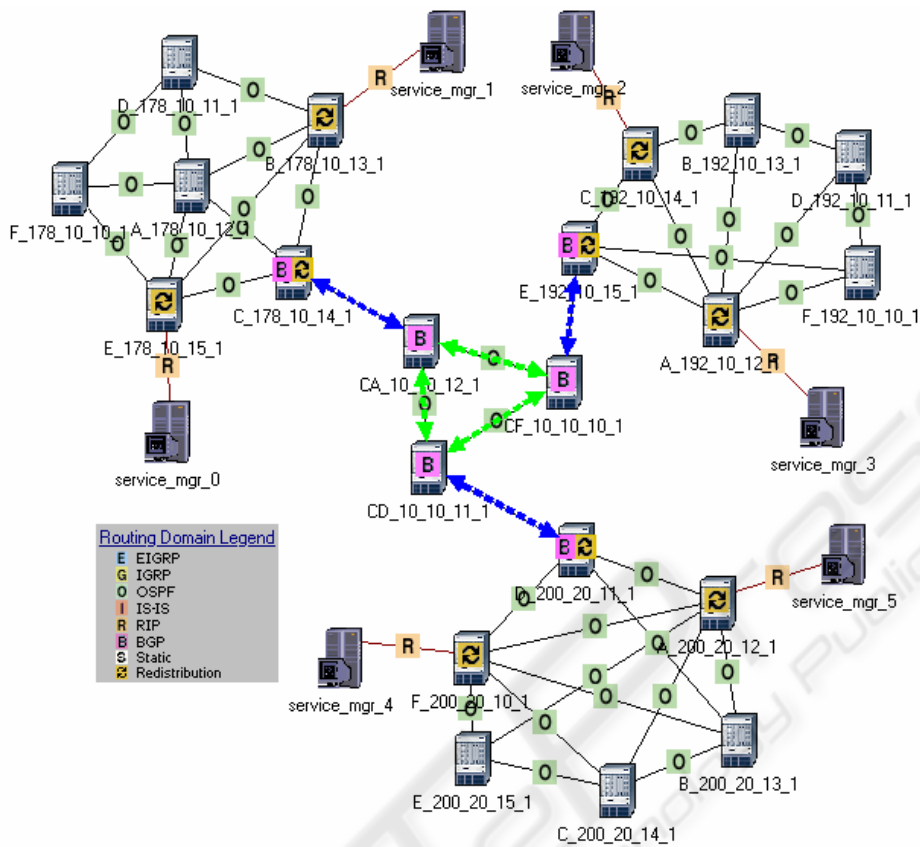 D_178_10_11_1
service_mgr_1
service_mgr_2
B_178_10_13_1
B_192_10_13_1
C_192_10_14_1
D_192_10_11_1
F_178_10_10_1
A_178_10_12_1
E_192_10_15_1
C_178_10_14_1
F_192_10_10_1
E_178_10_15_1
A_192_10_12_1
CA_10_10_12_1
CF_10_10_10_1
service_mgr_0
service_mgr_3
CD_10_10_11_1
Routing Domain Legend
E EIGRP
G IGRP
O OSPF
I IS-IS
R RIP
B BGP
S Static
Redistribution
D_200_20_11_1
service_mgr_5
A_200_20_12_1
service_mgr_4
F_200_20_10_1
B_200_20_13_1
E_200_20_15_1
C_200_20_14_1